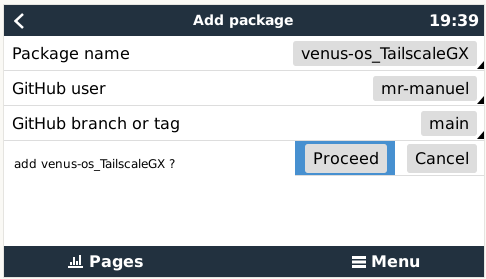 Add package 19:39
Package name venus-os_TailscaleGX
GitHub user mr-manuel
GitHub branch or tag main
add venus-os_TailscaleGX ? Proceed Cancel
Pages Menu